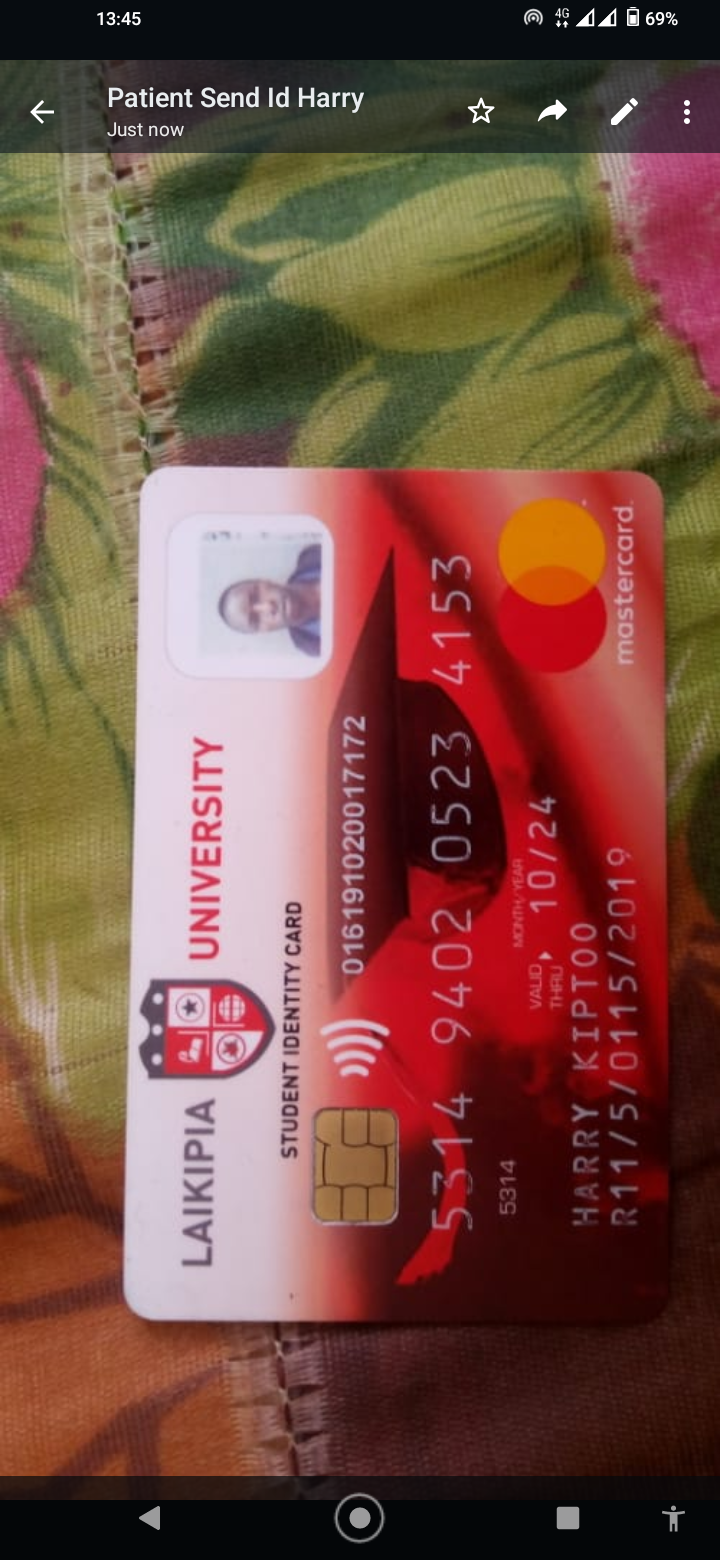 13:45
4G
69%
Patient Send Id Harry
Just now
LAIKIPIA UNIVERSITY
STUDENT IDENTITY CARD
0161910200017172
5314 9402 0523 4153
5314
MONTH/YEAR
VALID THRU 10/24
HARRY KIPTOO
R11/5/0115/2019
mastercard.